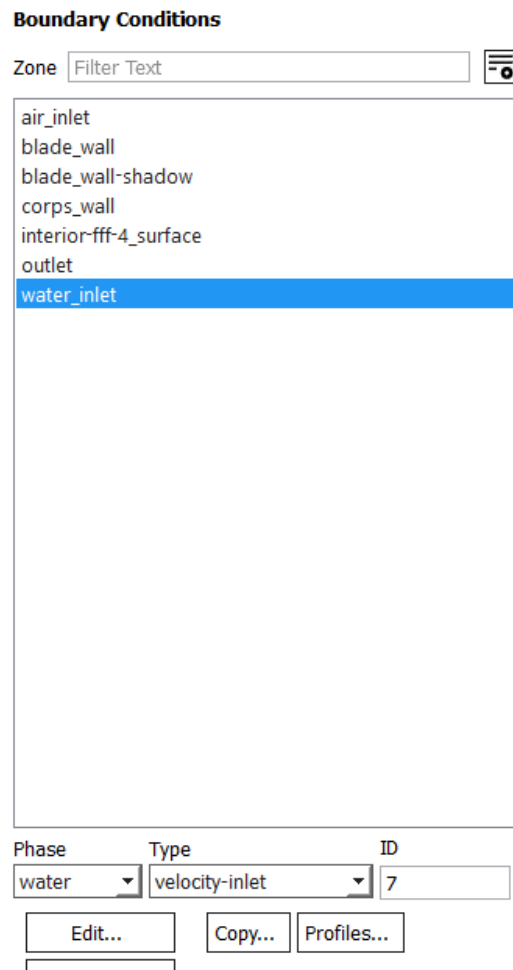 Boundary Conditions
Zone Filter Text
air_inlet
blade_wall
blade_wall-shadow
corps_wall
interior-fff-4_surface
outlet
water_inlet
Phase Type ID
water velocity-inlet 7
Edit... Copy... Profiles...